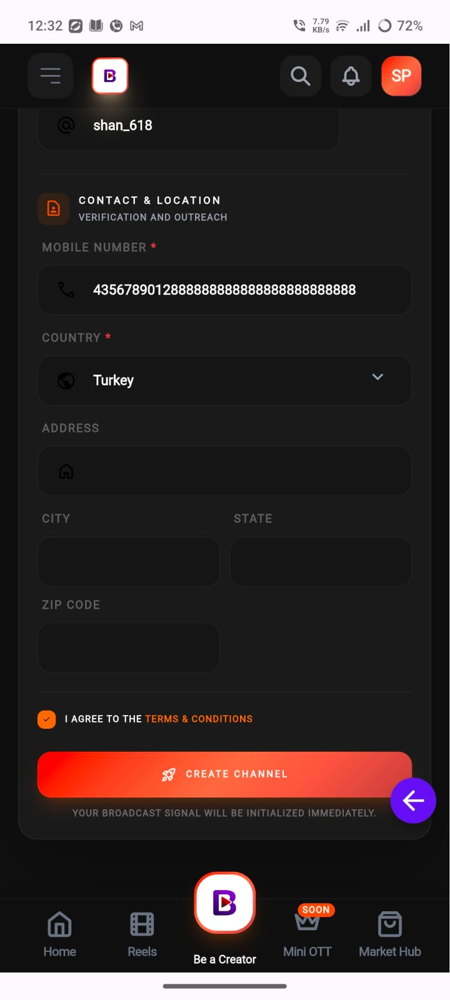 12:32
7.79
KB/s
72%
B
SP
shan_618
CONTACT & LOCATION
VERIFICATION AND OUTREACH
MOBILE NUMBER *
4356789012888888888888888888888
COUNTRY *
Turkey
ADDRESS
CITY
STATE
ZIP CODE
I AGREE TO THE TERMS & CONDITIONS
CREATE CHANNEL
YOUR BROADCAST SIGNAL WILL BE INITIALIZED IMMEDIATELY.
B
SOON
Home
Reels
Be a Creator
Mini OTT
Market Hub